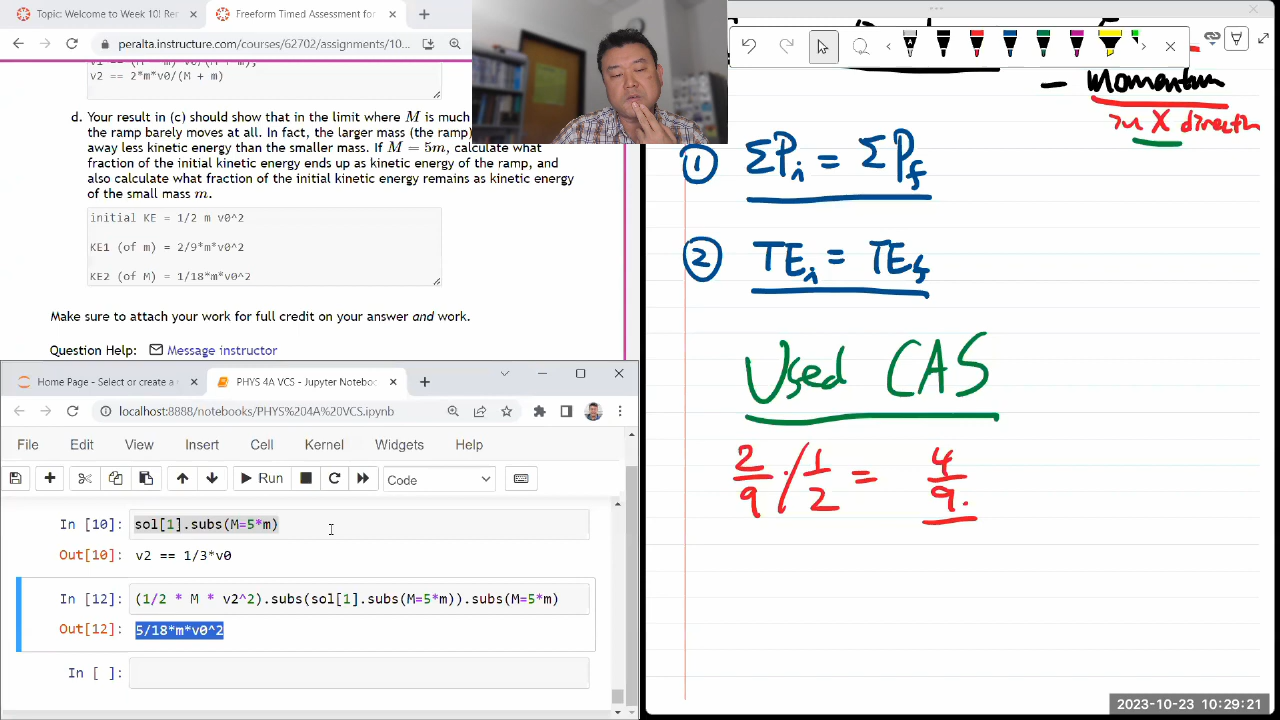 Topic: Welcome to Week 10! Re
Freeform Timed Assessment for
peralta.instructure.com/courses/
v2 == 2*m*v0/(M + m)
d. Your result in (c) should show that in the limit where M is much
the ramp barely moves at all. In fact, the larger mass (the ramp)
way less kinetic energy than the smaller mass. If M = 5m, calculate what
fraction of the initial kinetic energy ends up as kinetic energy of the ramp, and
also calculate what fraction of the initial kinetic energy remains as kinetic energy
of the small mass m.
initial KE = 1/2 m v0^2
KE1 (of m) = 2/9*m*v0^2
KE2 (of
Make sure to attach your work for full credit on your answer and work.
Question Help: Message instructor
Home Page - Select or create a
PHYS 4A VCS - Jupyter Noteboo
localhost:8888/notebooks/PHYS%204A%20VCS.ipynb
File Edit View Insert Cell Kernel Widgets Help
Run Code
In [10]: sol[1].subs(M=5*m)
Out[10]: v2 == 1/3*v0
In [12]: (1/2 * M * v2^2).subs(sol[1].subs(M=5*m)).subs(M=5*m)
Out[12]: 5/18*m*v0^2
In [ ]:
- Momentum
in X direction
① ΣPi = ΣPf
② TEi = TEf
Used CAS
2/9 / 1/2 = 4/9.
2023-10-23 10:29:21